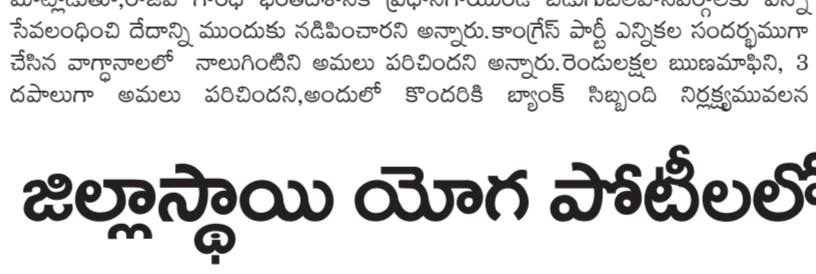 సేవలంధించి దేదాన్ని ముందుకు నడిపించారని అన్నారు.కాంగ్రేస్ పార్టీ ఎన్నికల సందర్భముగా
చేసిన వాగ్ధానాలలో నాలుగింటిని అమలు పరిచిందని అన్నారు.రెండులక్షల ఋణమాఫిని, 3
దపాలుగా అమలు పరిచిందని,అందులో కొందరికి బ్యాంక్ సిబ్బంది నిర్లక్ష్యమువలన
జిల్లాస్థాయి యోగ పోటీలలో